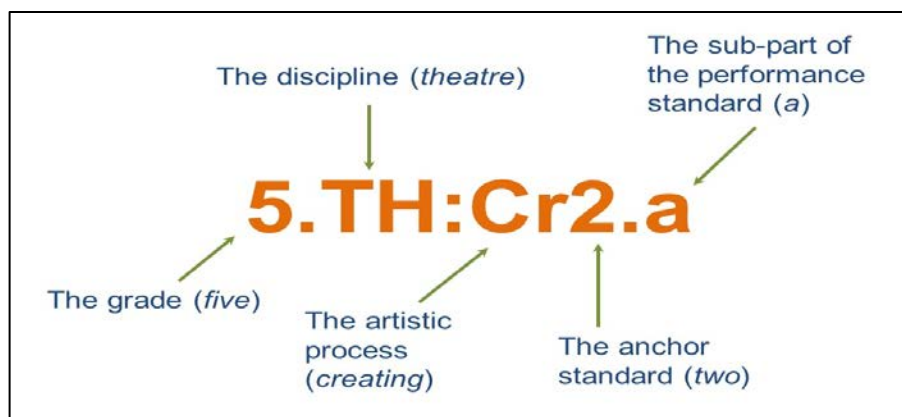 The sub-part of
the performance
standard (a)
The discipline (theatre)
5.TH:Cr2.a
The grade (five)
The artistic
process
(creating)
The anchor
standard (two)